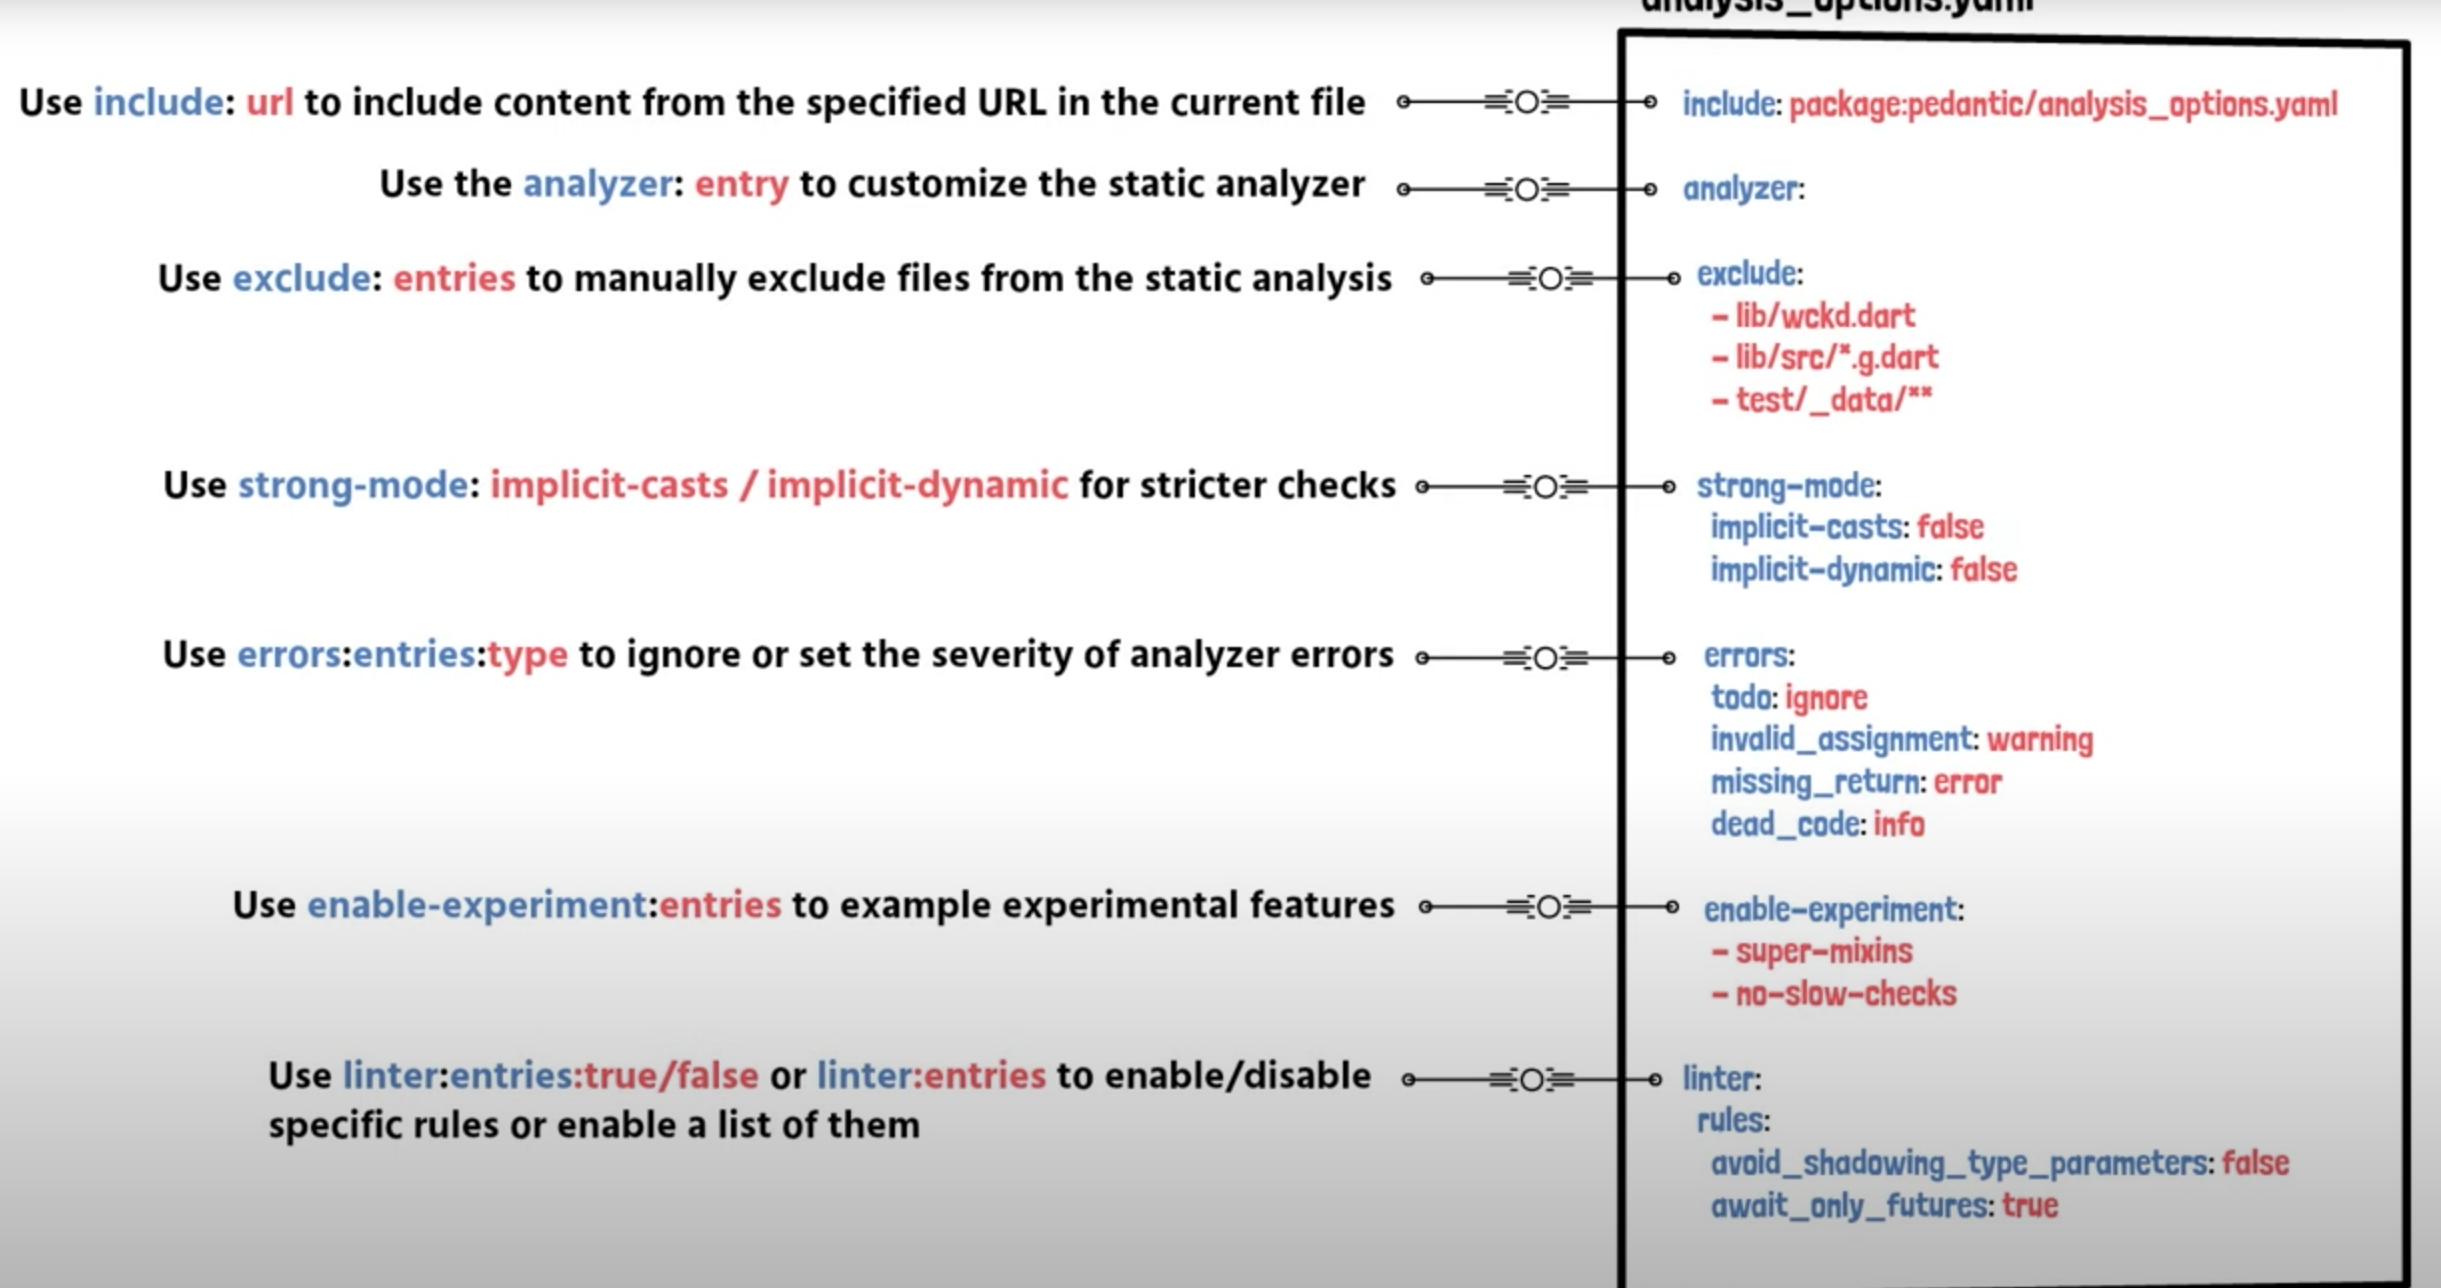 analysis_options.yaml
Use include: url to include content from the specified URL in the current file
include: package:pedantic/analysis_options.yaml
Use the analyzer: entry to customize the static analyzer
analyzer:
Use exclude: entries to manually exclude files from the static analysis
exclude:
- lib/wckd.dart
- lib/src/*.g.dart
- test/_data/**
Use strong-mode: implicit-casts / implicit-dynamic for stricter checks
strong-mode:
implicit-casts: false
implicit-dynamic: false
Use errors:entries:type to ignore or set the severity of analyzer errors
errors:
todo: ignore
invalid_assignment: warning
missing_return: error
dead_code: info
Use enable-experiment:entries to example experimental features
enable-experiment:
- super-mixins
- no-slow-checks
Use linter:entries:true/false or linter:entries to enable/disable
specific rules or enable a list of them
linter:
rules:
avoid_shadowing_type_parameters: false
await_only_futures: true